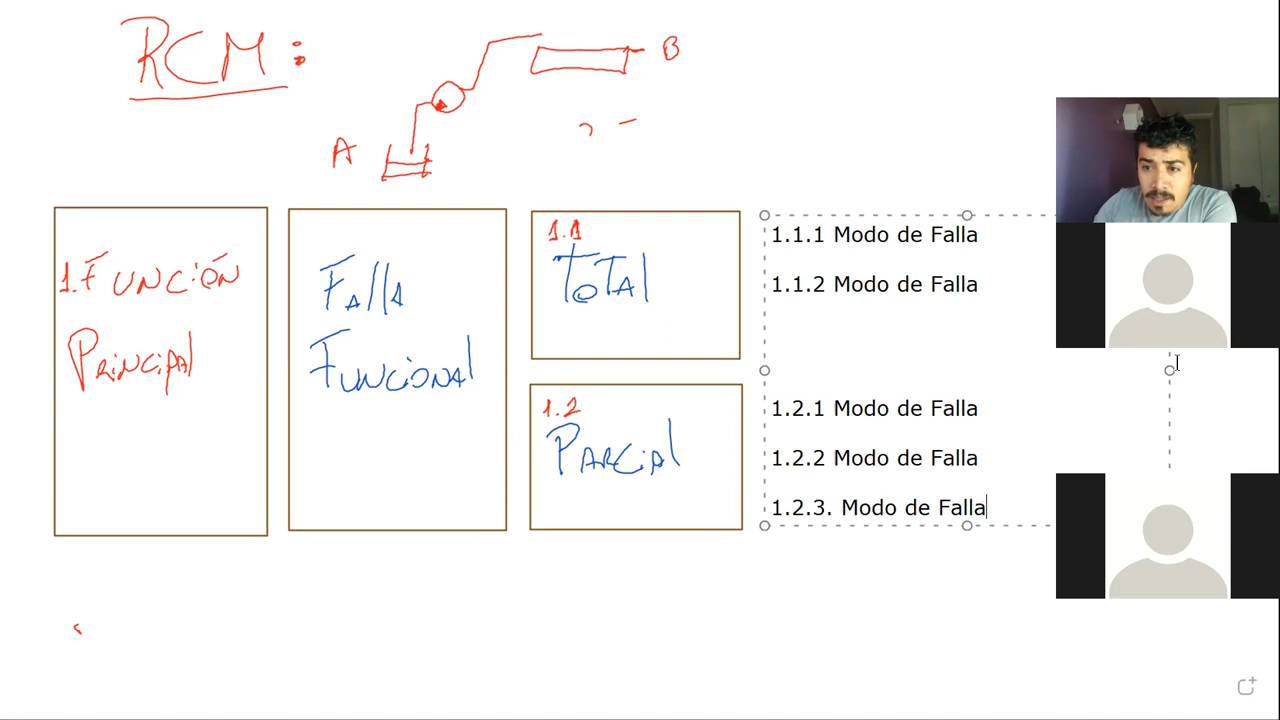 RCM:
B
A
1. Función
Principal
Falla
Funcional
1.1
Total
1.2
Parcial
1.1.1 Modo de Falla
1.1.2 Modo de Falla
1.2.1 Modo de Falla
1.2.2 Modo de Falla
1.2.3. Modo de Falla